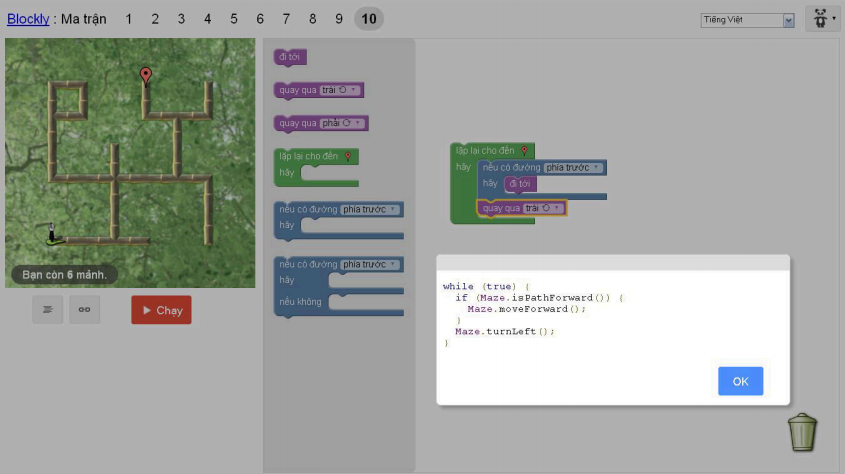 Blockly : Ma trận 1 2 3 4 5 6 7 8 9 10
Tiếng Việt
đi tới
quay qua trái
quay qua phải
lặp lại cho đến
hãy
nếu có đường phía trước
hãy
nếu có đường phía trước
hãy
nếu không
lặp lại cho đến
hãy nếu có đường phía trước
hãy đi tới
quay qua trái
Bạn còn 6 mảnh.
Chạy
while (true) {
if (Maze.isPathForward()) {
Maze.moveForward();
}
Maze.turnLeft();
}
OK